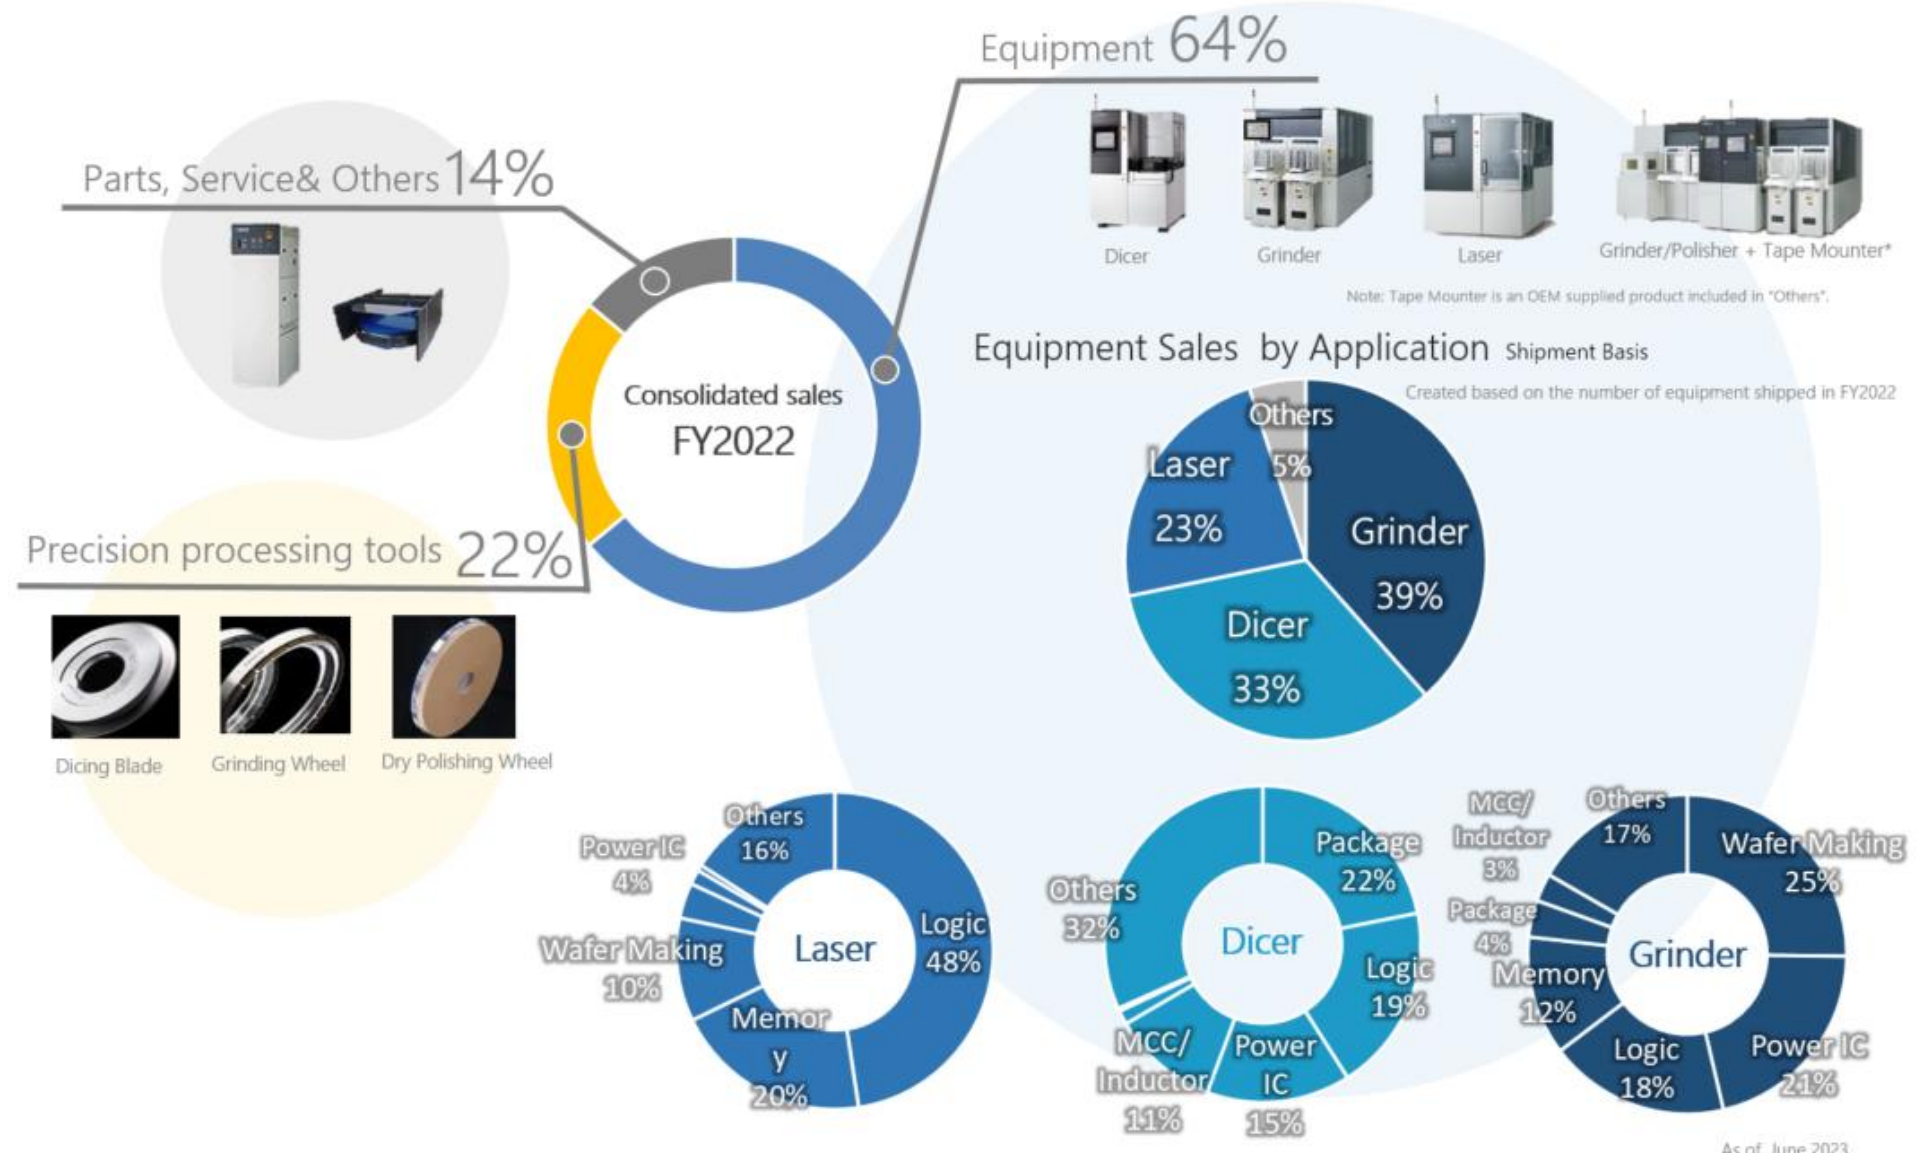 Equipment 64%
Parts, Service& Others 14%
Dicer
Grinder
Laser
Grinder/Polisher + Tape Mounter*
Note: Tape Mounter is an OEM supplied product included in "Others".
Consolidated sales
FY2022
Equipment Sales by Application Shipment Basis
Created based on the number of equipment shipped in FY2022
Others
5%
Laser
23%
Grinder
39%
Dicer
33%
Precision processing tools 22%
Dicing Blade
Grinding Wheel
Dry Polishing Wheel
Others
16%
Power IC
4%
Logic
48%
Wafer Making
10%
Memor
y
20%
Laser
Package
22%
Others
32%
Logic
19%
MCC/
Inductor
11%
Power
IC
15%
Dicer
MCC/
Inductor
3%
Others
17%
Wafer Making
25%
Package
4%
Memory
12%
Logic
18%
Power IC
21%
Grinder
As of June 2023